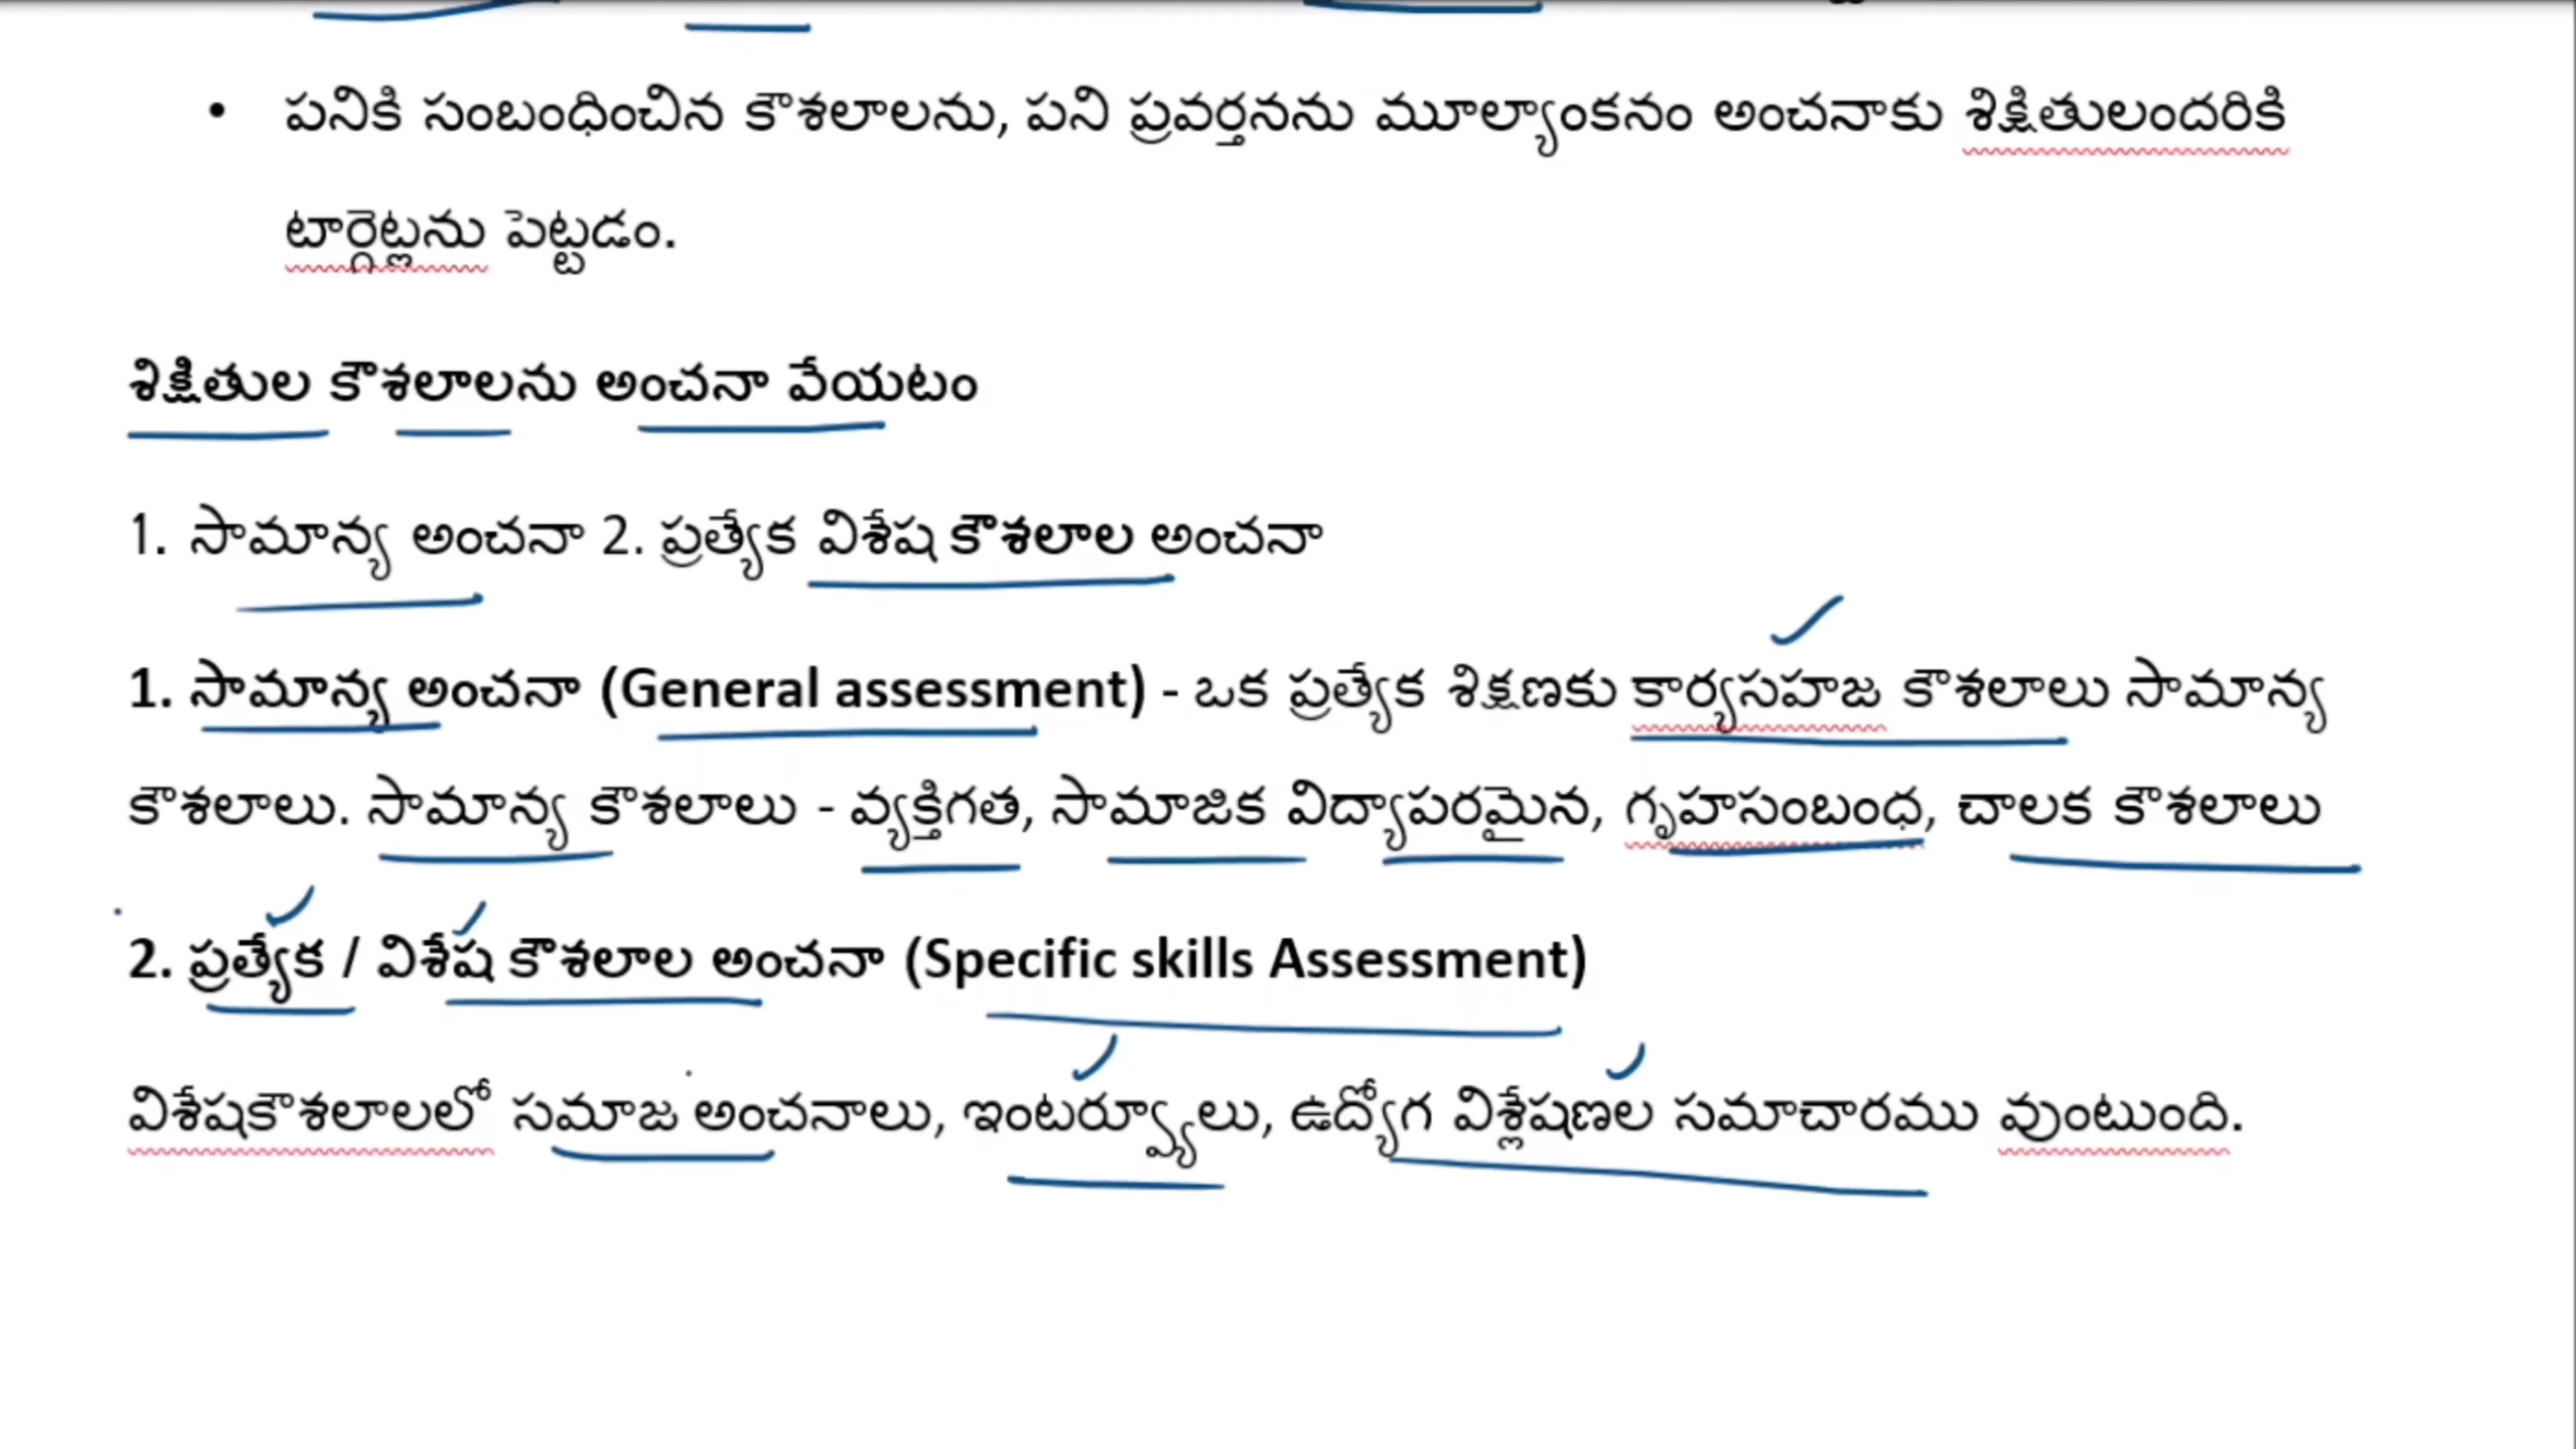 • పనికి సంబంధించిన కౌశలాలను, పని ప్రవర్తనను మూల్యాంకనం అంచనాకు శిక్షితులందరికి
టార్గెట్లను పెట్టడం.
శిక్షితుల కౌశలాలను అంచనా వేయటం
1. సామాన్య అంచనా 2. ప్రత్యేక విశేష కౌశలాల అంచనా
1. సామాన్య అంచనా (General assessment) - ఒక ప్రత్యేక శిక్షణకు కార్యసహజ కౌశలాలు సామాన్య
కౌశలాలు. సామాన్య కౌశలాలు - వ్యక్తిగత, సామాజిక విద్యాపరమైన, గృహసంబంధ, చాలక కౌశలాలు
2. ప్రత్యేక / విశేష కౌశలాల అంచనా (Specific skills Assessment)
విశేషకౌశలాలలో సమాజ అంచనాలు, ఇంటర్వ్యూలు, ఉద్యోగ విశ్లేషణల సమాచారము వుంటుంది.